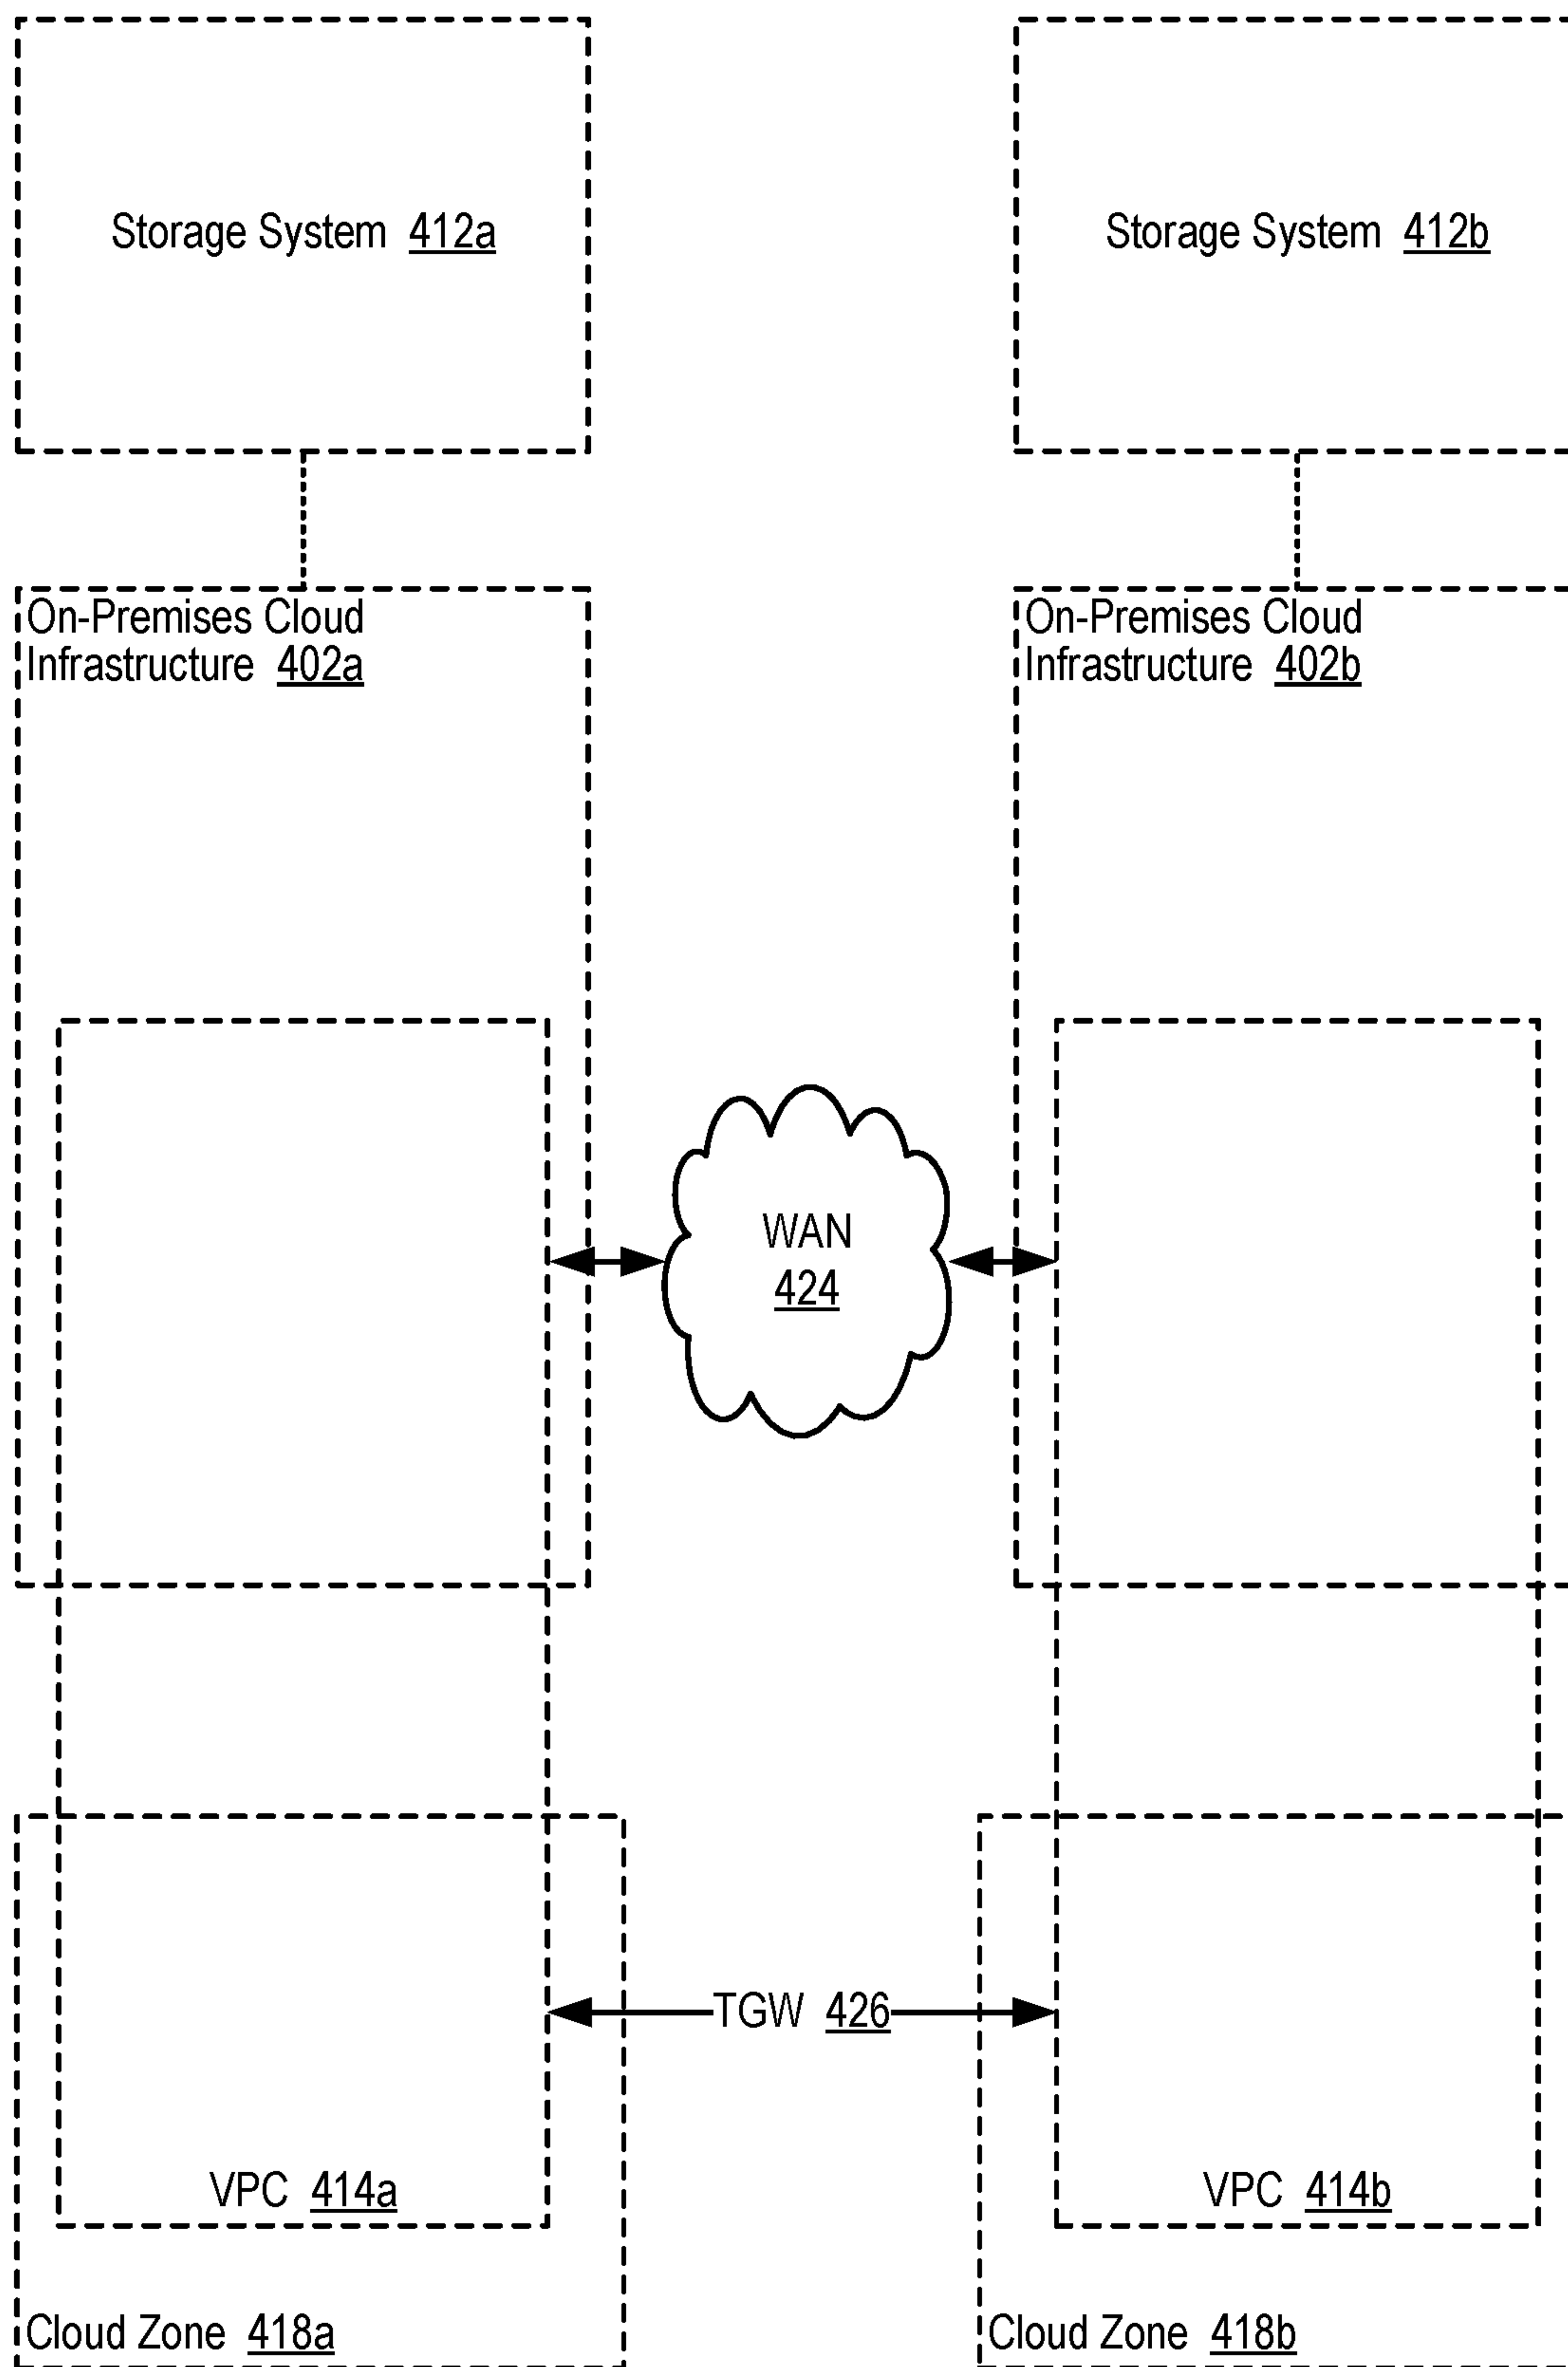 Storage System 412a
Storage System 412b
On-Premises Cloud
Infrastructure 402a
On-Premises Cloud
Infrastructure 402b
WAN
424
TGW 426
VPC 414a
VPC 414b
Cloud Zone 418a
Cloud Zone 418b